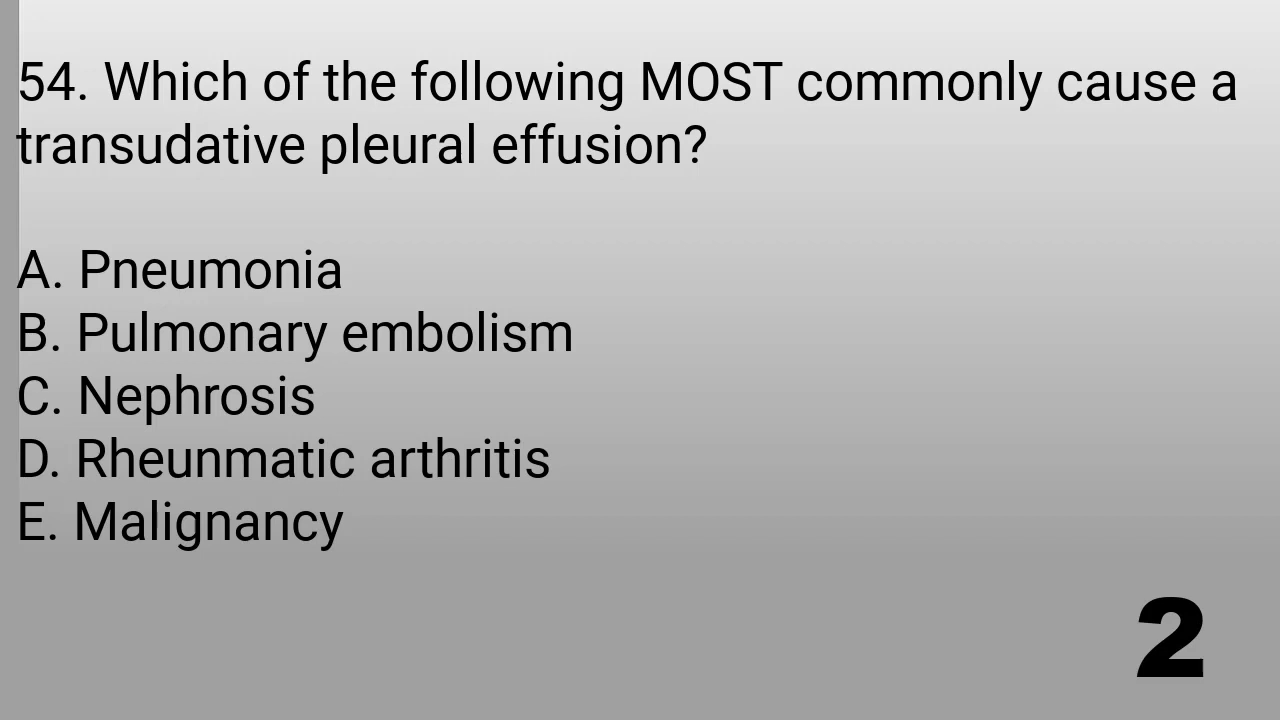 54. Which of the following MOST commonly cause a
transudative pleural effusion?
A. Pneumonia
B. Pulmonary embolism
C. Nephrosis
D. Rheunmatic arthritis
E. Malignancy
2